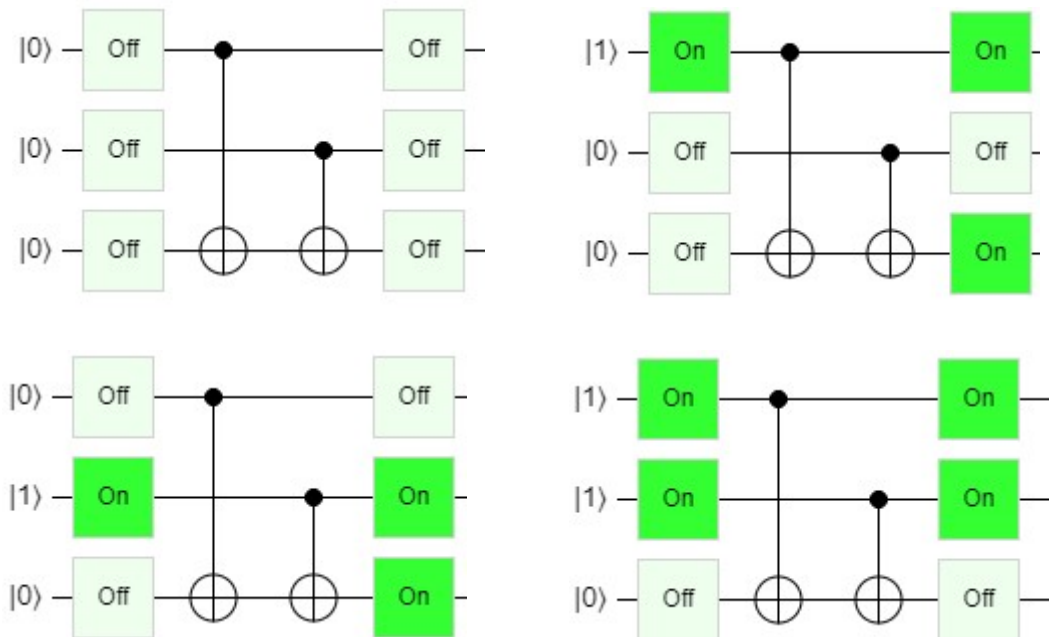 |0⟩ Off Off |1⟩ On On
|0⟩ Off Off |0⟩ Off Off
|0⟩ Off Off |0⟩ Off On
|0⟩ Off Off |1⟩ On On
|1⟩ On On |1⟩ On On
|0⟩ Off On |0⟩ Off Off